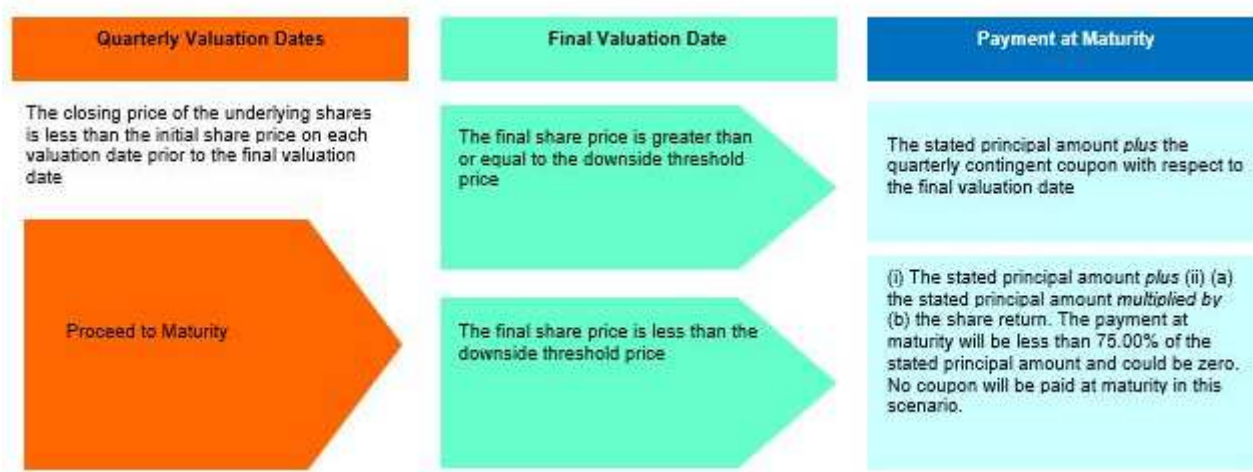 Quarterly Valuation Dates
The closing price of the underlying shares
is less than the initial share price on each
valuation date prior to the final valuation
date
Proceed to Maturity
Final Valuation Date
The final share price is greater than
or equal to the downside threshold
price
The final share price is less than the
downside threshold price
Payment at Maturity
The stated principal amount plus the
quarterly contingent coupon with respect to
the final valuation date
(i) The stated principal amount plus (ii) (a)
the stated principal amount multiplied by
(b) the share return. The payment at
maturity will be less than 75.00% of the
stated principal amount and could be zero.
No coupon will be paid at maturity in this
scenario.